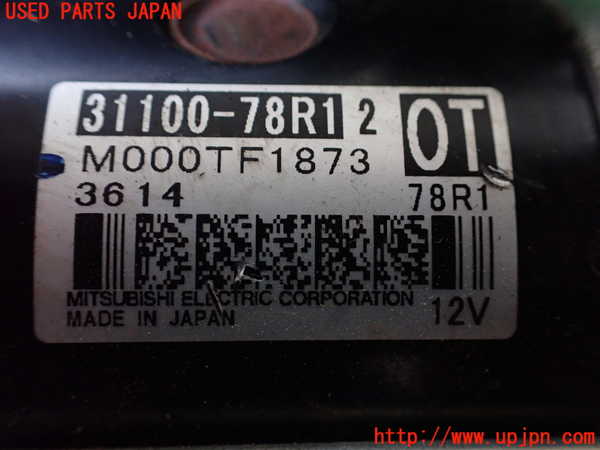 USED PARTS JAPAN
31100-78R1 2
OT
M000TF1873
3614 78R1
MITSUBISHI ELECTRIC CORPORATION
MADE IN JAPAN 12V
http://www.upjpn.com/